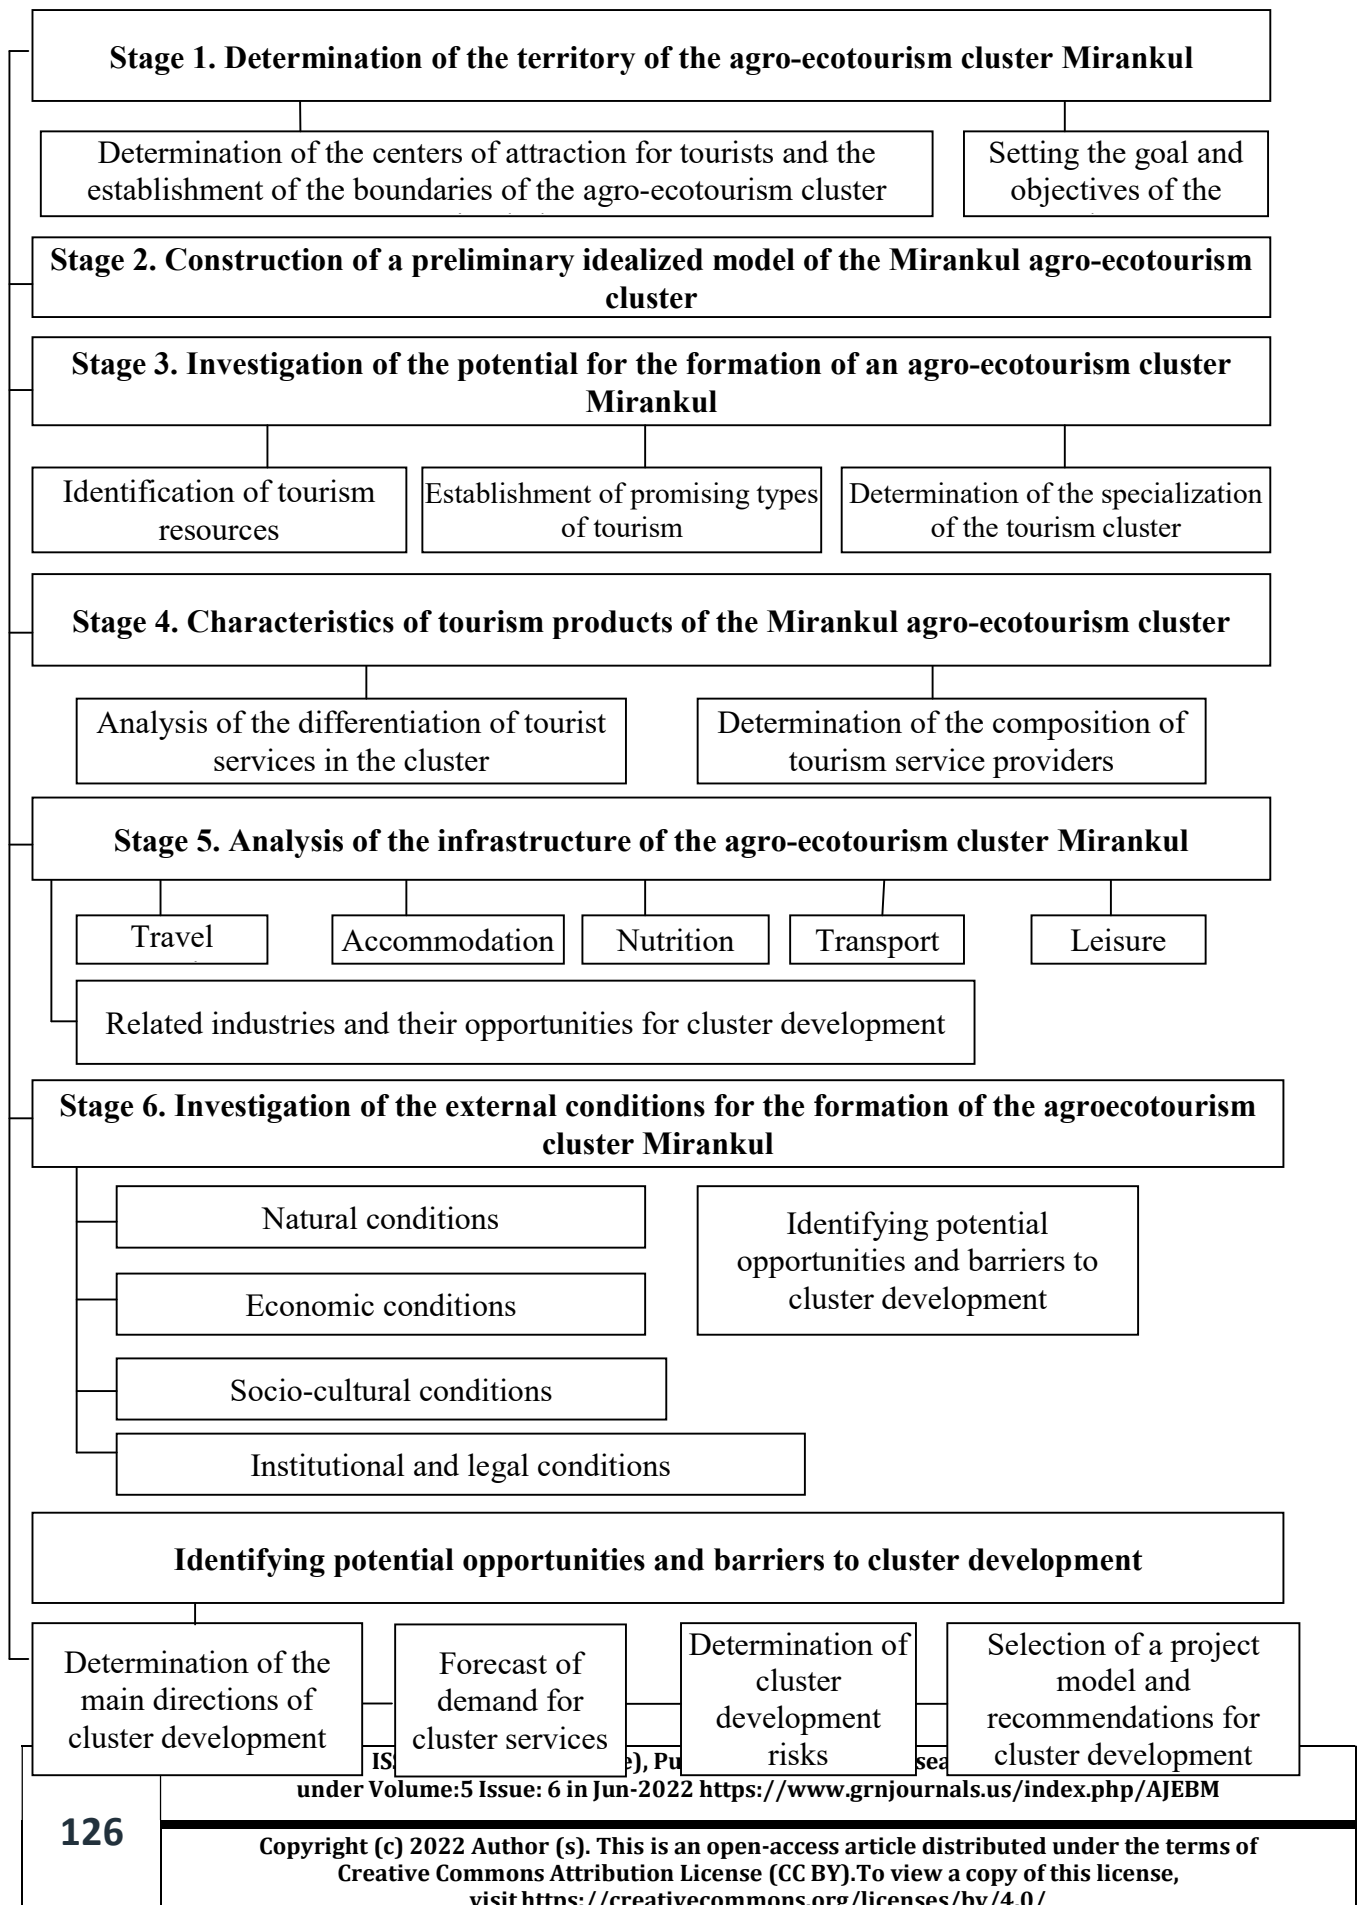 Stage 1. Determination of the territory of the agro-ecotourism cluster Mirankul
Determination of the centers of attraction for tourists and the
establishment of the boundaries of the agro-ecotourism cluster
Setting the goal and
objectives of the
Stage 2. Construction of a preliminary idealized model of the Mirankul agro-ecotourism
cluster
Stage 3. Investigation of the potential for the formation of an agro-ecotourism cluster
Mirankul
Identification of tourism
resources
Establishment of promising types
of tourism
Determination of the specialization
of the tourism cluster
Stage 4. Characteristics of tourism products of the Mirankul agro-ecotourism cluster
Analysis of the differentiation of tourist
services in the cluster
Determination of the composition of
tourism service providers
Stage 5. Analysis of the infrastructure of the agro-ecotourism cluster Mirankul
Travel
Accommodation
Nutrition
Transport
Leisure
Related industries and their opportunities for cluster development
Stage 6. Investigation of the external conditions for the formation of the agroecotourism
cluster Mirankul
Natural conditions
Economic conditions
Socio-cultural conditions
Institutional and legal conditions
Identifying potential
opportunities and barriers to
cluster development
Identifying potential opportunities and barriers to cluster development
Determination of the
main directions of
cluster development
Forecast of
demand for
cluster services
Determination of
cluster
development
risks
Selection of a project
model and
recommendations for
cluster development
under Volume:5 Issue: 6 in Jun-2022 https://www.grnjournals.us/index.php/AJEBM
126
Copyright (c) 2022 Author (s). This is an open-access article distributed under the terms of
Creative Commons Attribution License (CC BY).To view a copy of this license,
visit https://creativecommons.org/licenses/by/4.0/